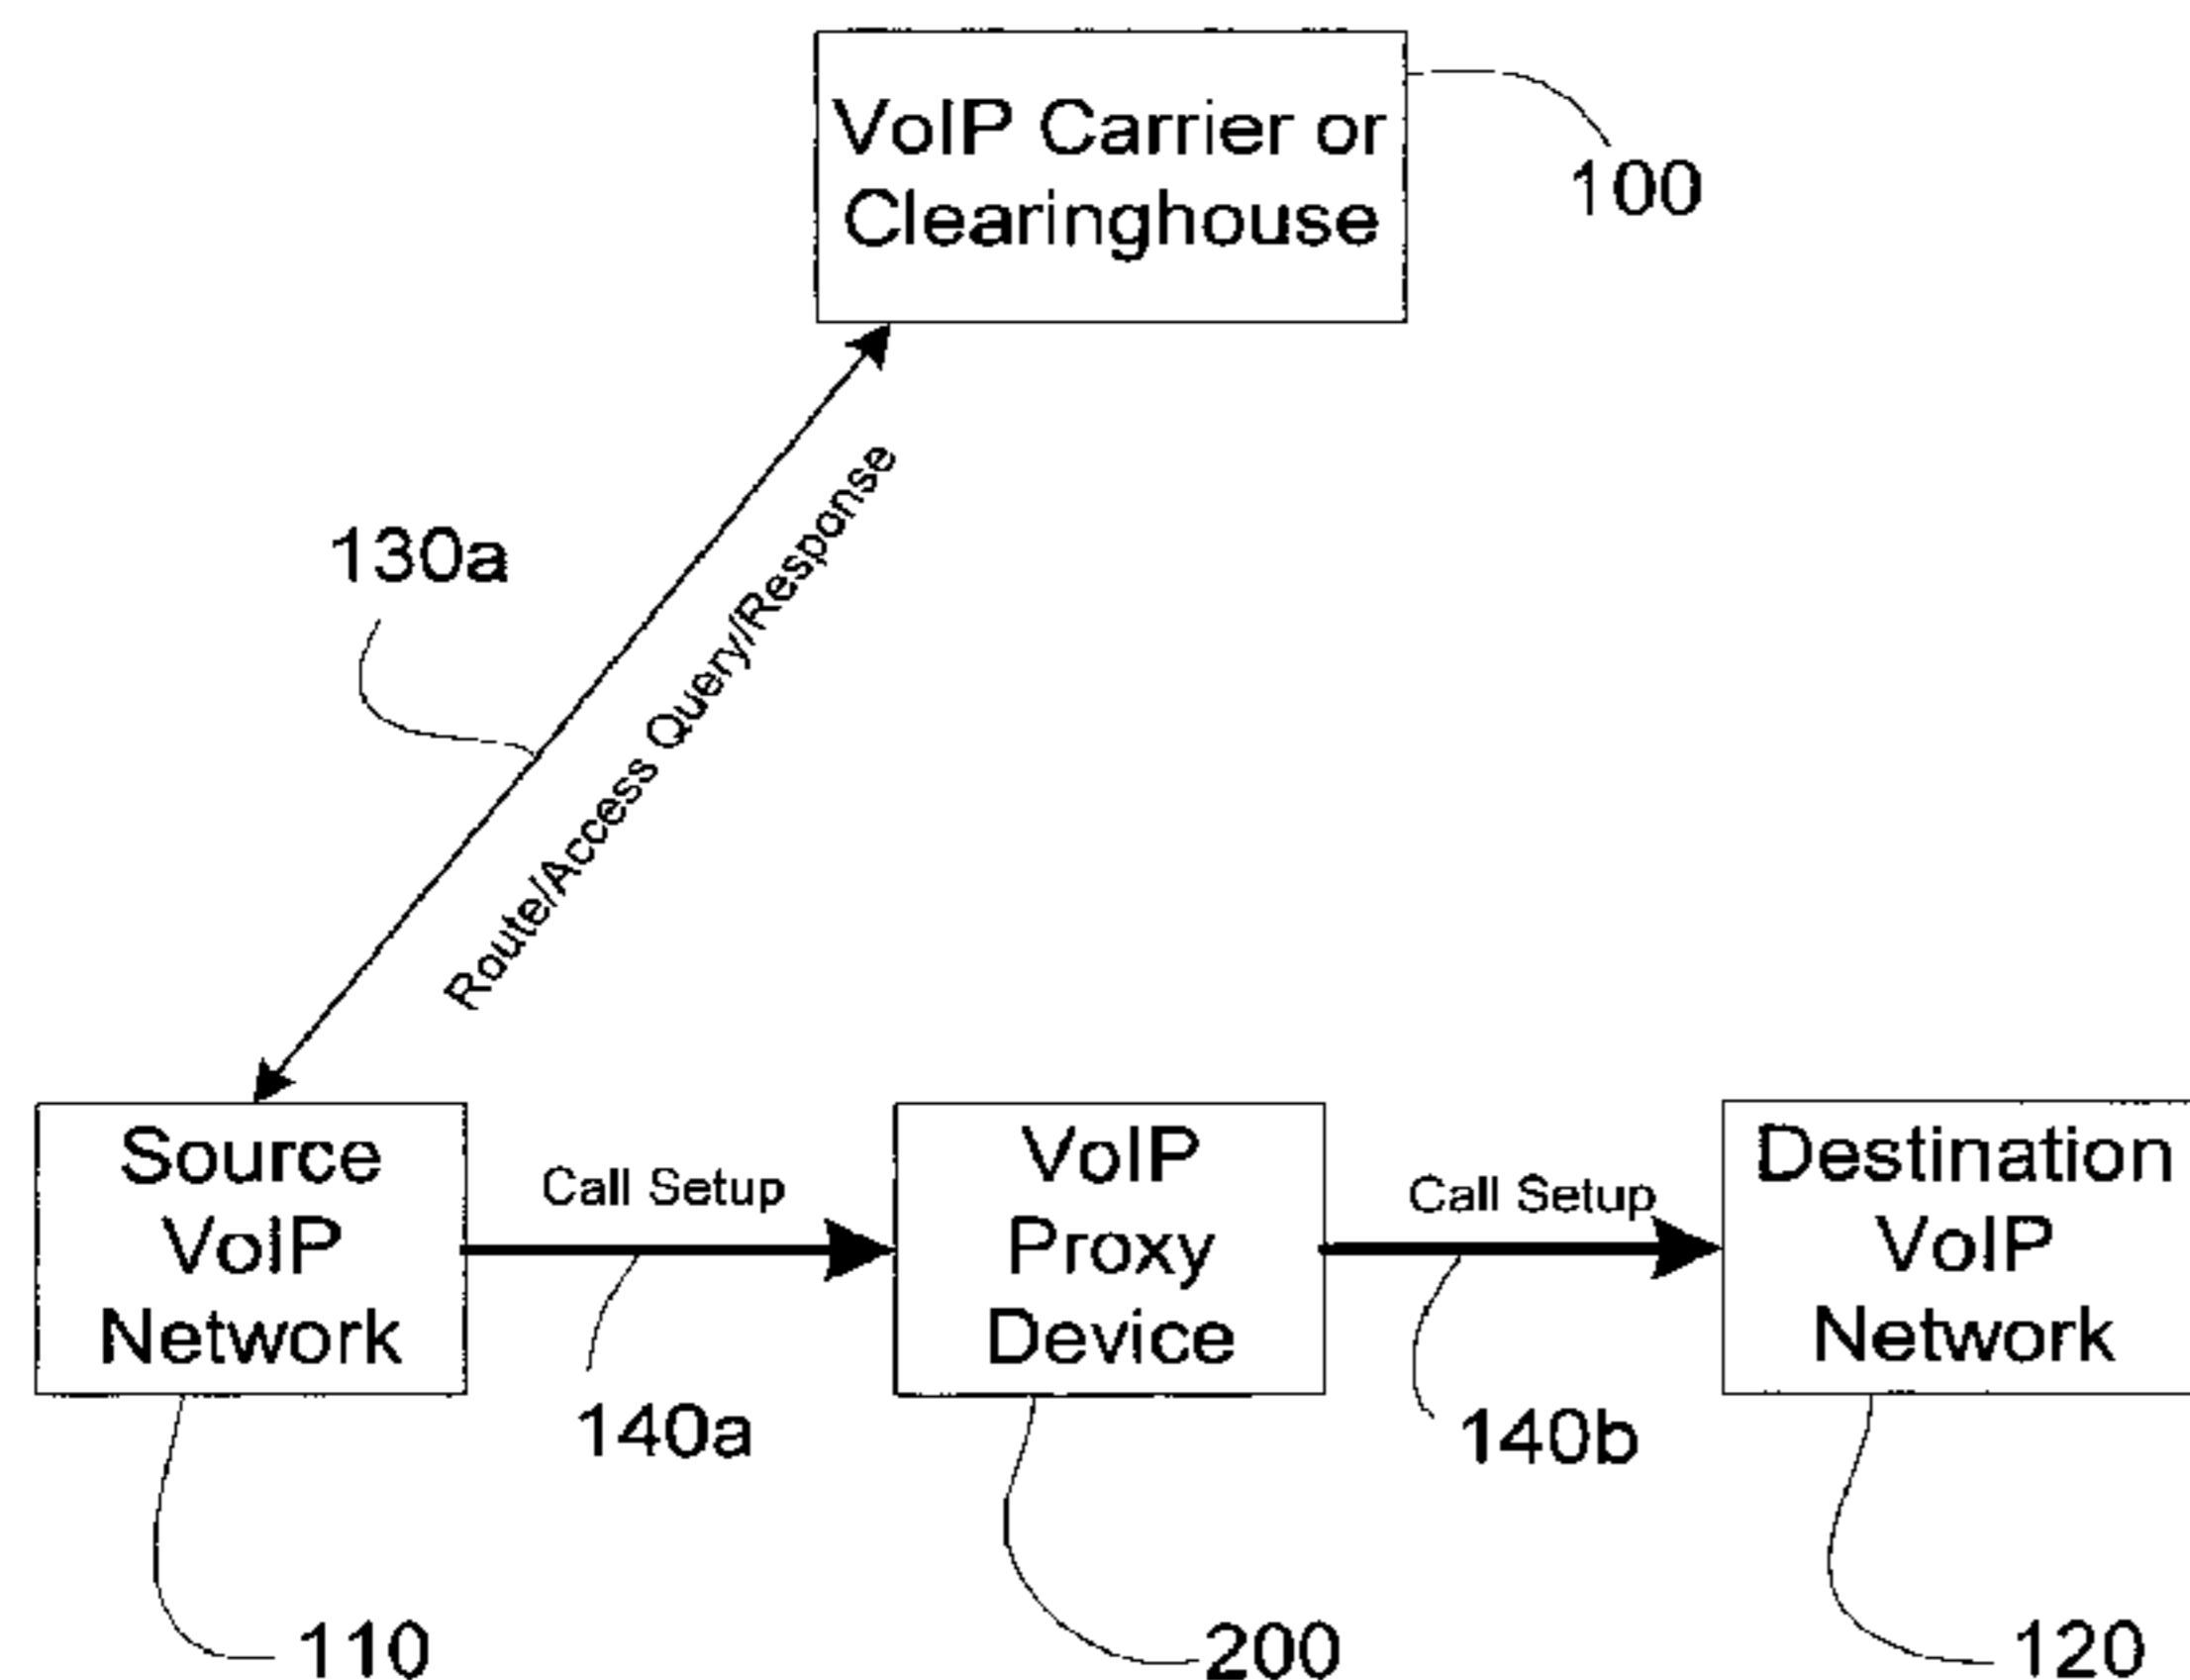 VoIP Carrier or
Clearinghouse
100
130a
Route/Access Query/Response
Source
VoIP
Network
Call Setup
VoIP
Proxy
Device
Call Setup
Destination
VoIP
Network
140a
140b
110
200
120